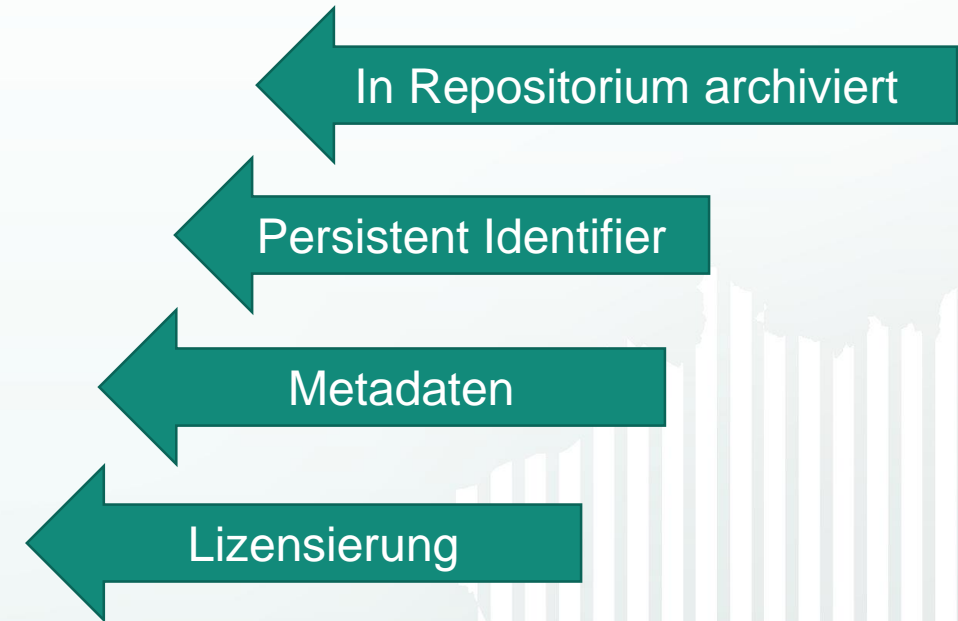 In Repositorium archiviert
Persistent Identifier
Metadaten
Lizensierung